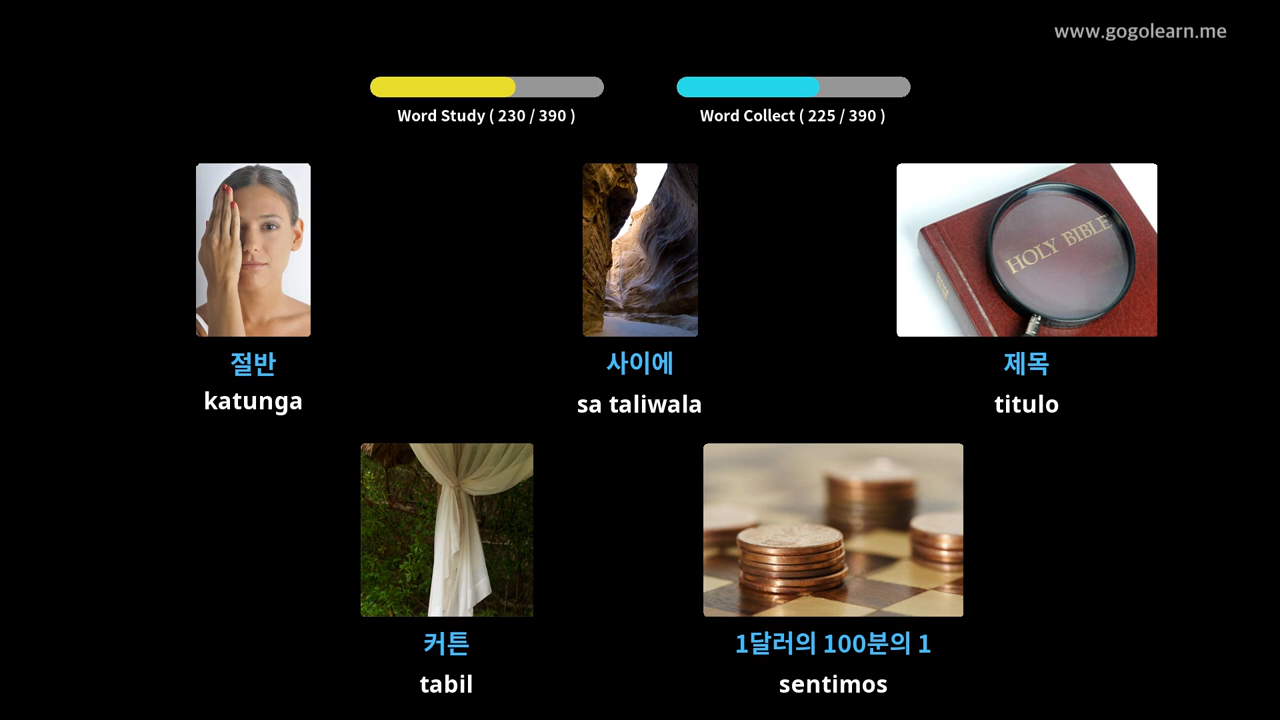 www.gogolearn.me
Word Study ( 230 / 390 )
Word Collect ( 225 / 390 )
HOLY BIBLE
절반
katunga
사이에
sa taliwala
제목
titulo
커튼
tabil
1달러의 100분의 1
sentimos